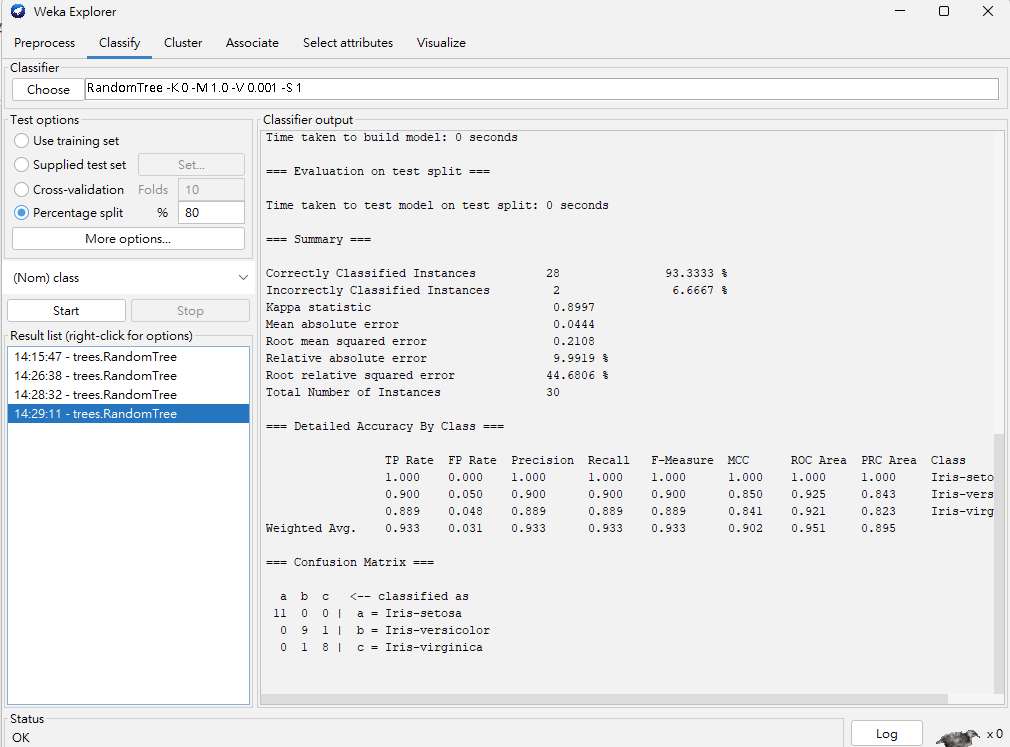 Weka Explorer
Preprocess Classify Cluster Associate Select attributes Visualize
Classifier
Choose RandomTree -K 0 -M 1.0 -V 0.001 -S 1
Test options
Use training set
Supplied test set Set...
Cross-validation Folds 10
Percentage split % 80
More options...
(Nom) class
Start Stop
Result list (right-click for options)
14:15:47 - trees.RandomTree
14:26:38 - trees.RandomTree
14:28:32 - trees.RandomTree
14:29:11 - trees.RandomTree
Classifier output
Time taken to build model: 0 seconds
=== Evaluation on test split ===
Time taken to test model on test split: 0 seconds
=== Summary ===
Correctly Classified Instances 28 93.3333 %
Incorrectly Classified Instances 2 6.6667 %
Kappa statistic 0.8997
Mean absolute error 0.0444
Root mean squared error 0.2108
Relative absolute error 9.9919 %
Root relative squared error 44.6806 %
Total Number of Instances 30
=== Detailed Accuracy By Class ===
TP Rate FP Rate Precision Recall F-Measure MCC ROC Area PRC Area Class
1.000 0.000 1.000 1.000 1.000 1.000 1.000 1.000 Iris-seto
0.900 0.050 0.900 0.900 0.900 0.850 0.925 0.843 Iris-vers
0.889 0.048 0.889 0.889 0.889 0.841 0.921 0.823 Iris-virg
Weighted Avg. 0.933 0.031 0.933 0.933 0.933 0.902 0.951 0.895
=== Confusion Matrix ===
a b c <-- classified as
11 0 0 | a = Iris-setosa
0 9 1 | b = Iris-versicolor
0 1 8 | c = Iris-virginica
Status
OK
Log x 0